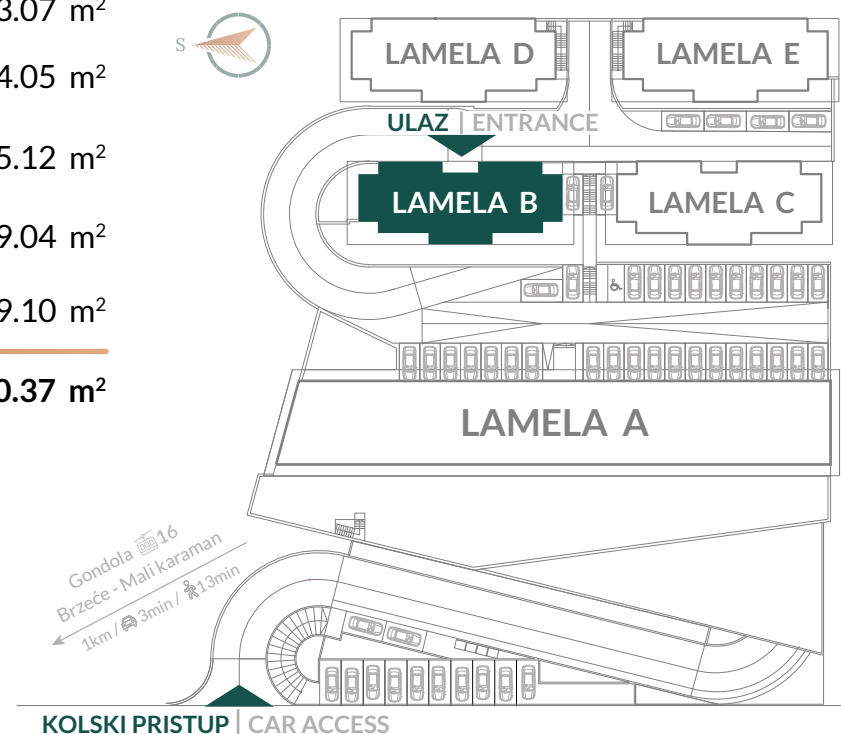 3.07 m²
4.05 m²
5.12 m²
9.04 m²
9.10 m²
0.37 m²
S
LAMELA D
LAMELA E
ULAZ | ENTRANCE
LAMELA B
LAMELA C
LAMELA A
Gondola 16
Brzeće - Mali karaman
1km / 3min / 13min
KOLSKI PRISTUP | CAR ACCESS